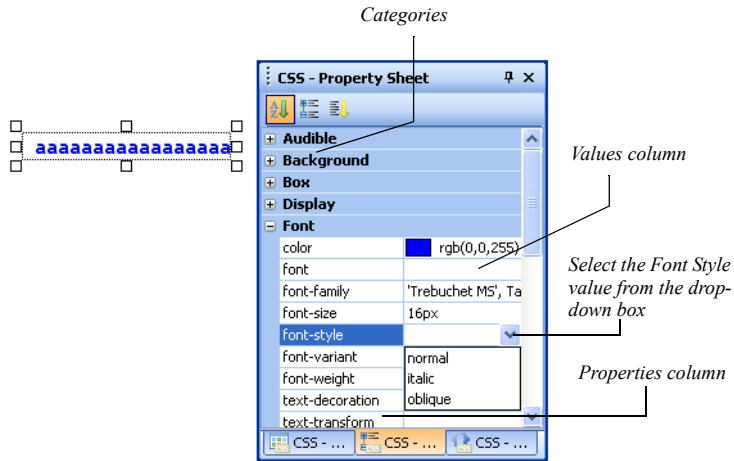 Categories
CSS - Property Sheet
aaaaaaaaaaaaaaaa
Audible
Background
Box
Display
Font
color rgb(0,0,255)
font
font-family 'Trebuchet MS', Ta
font-size 16px
font-style
font-variant
font-weight
text-decoration
text-transform
normal
italic
oblique
CSS - ... CSS - ... CSS - ...
Values column
Select the Font Style
value from the drop-
down box
Properties column